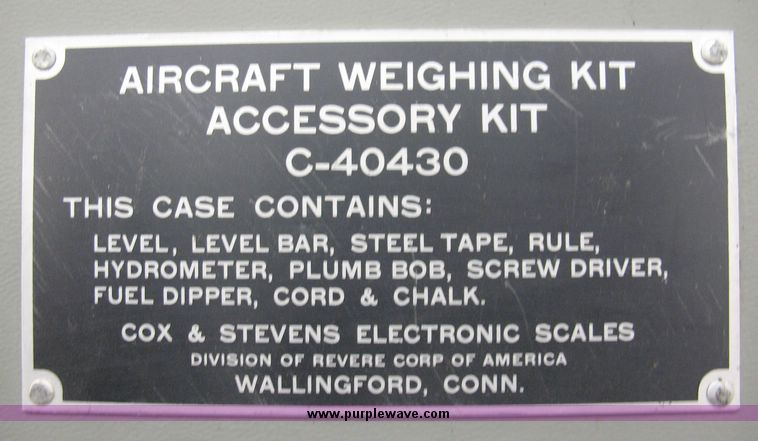 AIRCRAFT WEIGHING KIT
ACCESSORY KIT
C-40430
THIS CASE CONTAINS:
LEVEL, LEVEL BAR, STEEL TAPE, RULE,
HYDROMETER, PLUMB BOB, SCREW DRIVER,
FUEL DIPPER, CORD & CHALK.
COX & STEVENS ELECTRONIC SCALES
DIVISION OF REVERE CORP OF AMERICA
WALLINGFORD, CONN.
www.purplewave.com